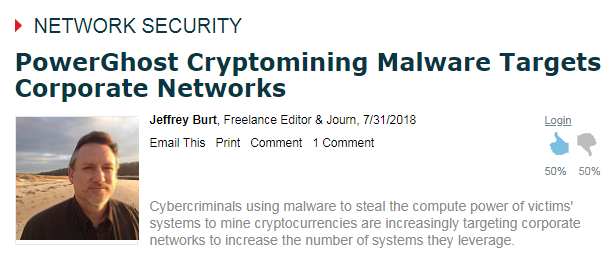 NETWORK SECURITY
PowerGhost Cryptomining Malware Targets
Corporate Networks
Jeffrey Burt, Freelance Editor & Journ, 7/31/2018
Login
Email This Print Comment 1 Comment
50% 50%
Cybercriminals using malware to steal the compute power of victims'
systems to mine cryptocurrencies are increasingly targeting corporate
networks to increase the number of systems they leverage.